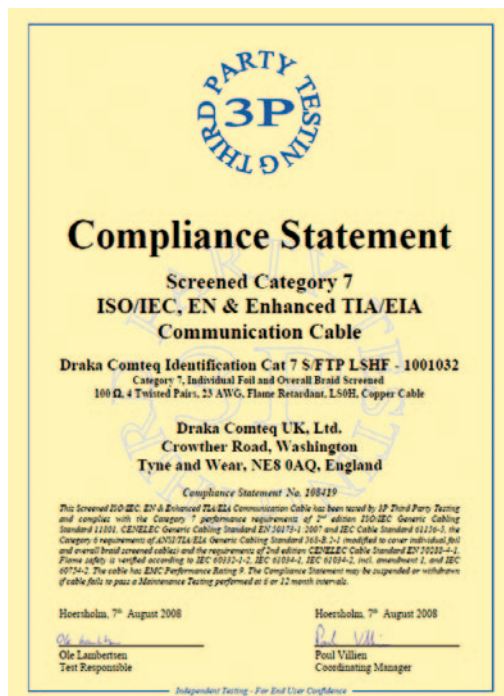 THIRD PARTY TESTING
3P
Compliance Statement
Screened Category 7
ISO/IEC, EN & Enhanced TIA/EIA
Communication Cable
Draka Comteq Identification Cat 7 S/FTP LSHF - 1001032
Category 7, Individual Foil and Overall Braid Screened
100 Ω, 4 Twisted Pairs, 23 AWG, Flame Retardant, LS0H, Copper Cable
Draka Comteq UK, Ltd.
Crowther Road, Washington
Tyne and Wear, NE8 0AQ, England
Compliance Statement No. 108419
This Screened ISO/IEC, EN & Enhanced TIA/EIA Communication Cable has been tested by 3P Third Party Testing
and complies with the Category 7 performance requirements of 2nd edition ISO/IEC Generic Cabling
Standard 11801, CENELEC Generic Cabling Standard EN 50173-1 2007 and IEC Cable Standard 61156-5, the
Category 6 requirements of ANSI/TIA/EIA Generic Cabling Standard 568-B.2-1 (modified to cover individual foil
and overall braid screened cables) and the requirements of 2nd edition CENELEC Cable Standard EN 50288-4-1.
Flame safety is verified according to IEC 60332-1-2, IEC 61034-1, IEC 61034-2, incl. amendment 1, and IEC
60754-2. The cable has EMC Performance Rating 9. The Compliance Statement may be suspended or withdrawn
if cable fails to pass a Maintenance Testing performed at 6 or 12 month intervals.
Hoersholm, 7th August 2008
Hoersholm, 7th August 2008
Ole Lambertsen
Test Responsible
Poul Villien
Coordinating Manager
Independent Testing - For End User Confidence